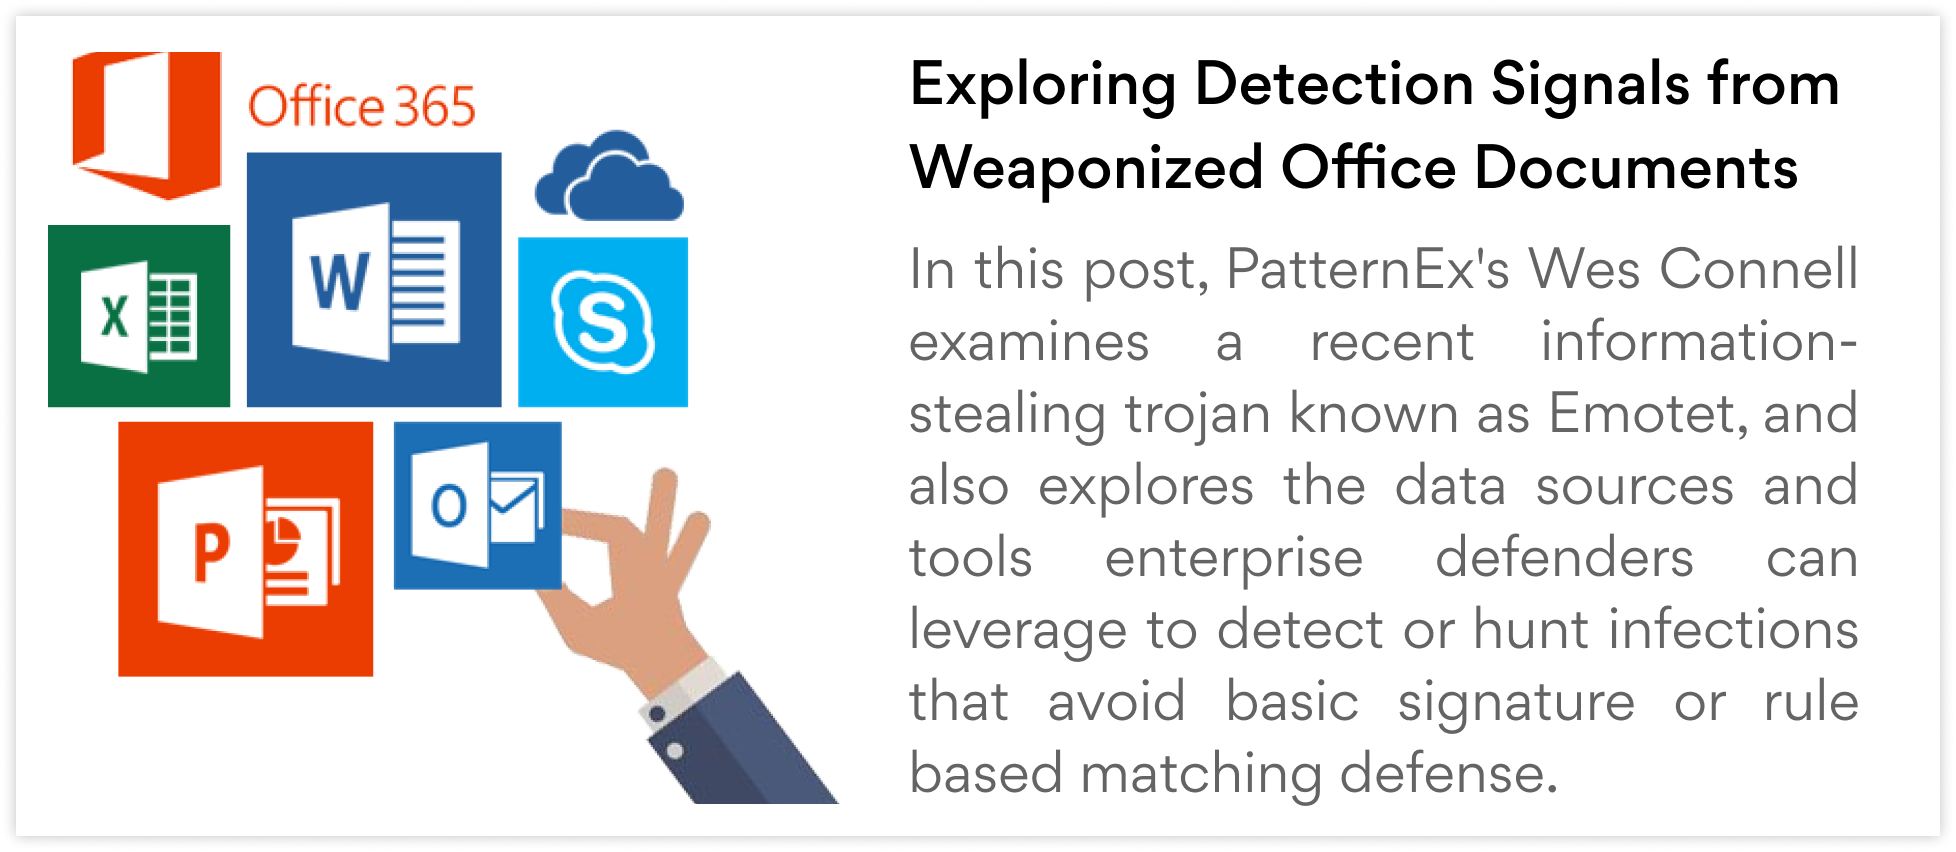 Office 365
X
W
S
P
O
Exploring Detection Signals from
Weaponized Office Documents
In this post, PatternEx's Wes Connell
examines a recent information-
stealing trojan known as Emotet, and
also explores the data sources and
tools enterprise defenders can
leverage to detect or hunt infections
that avoid basic signature or rule
based matching defense.